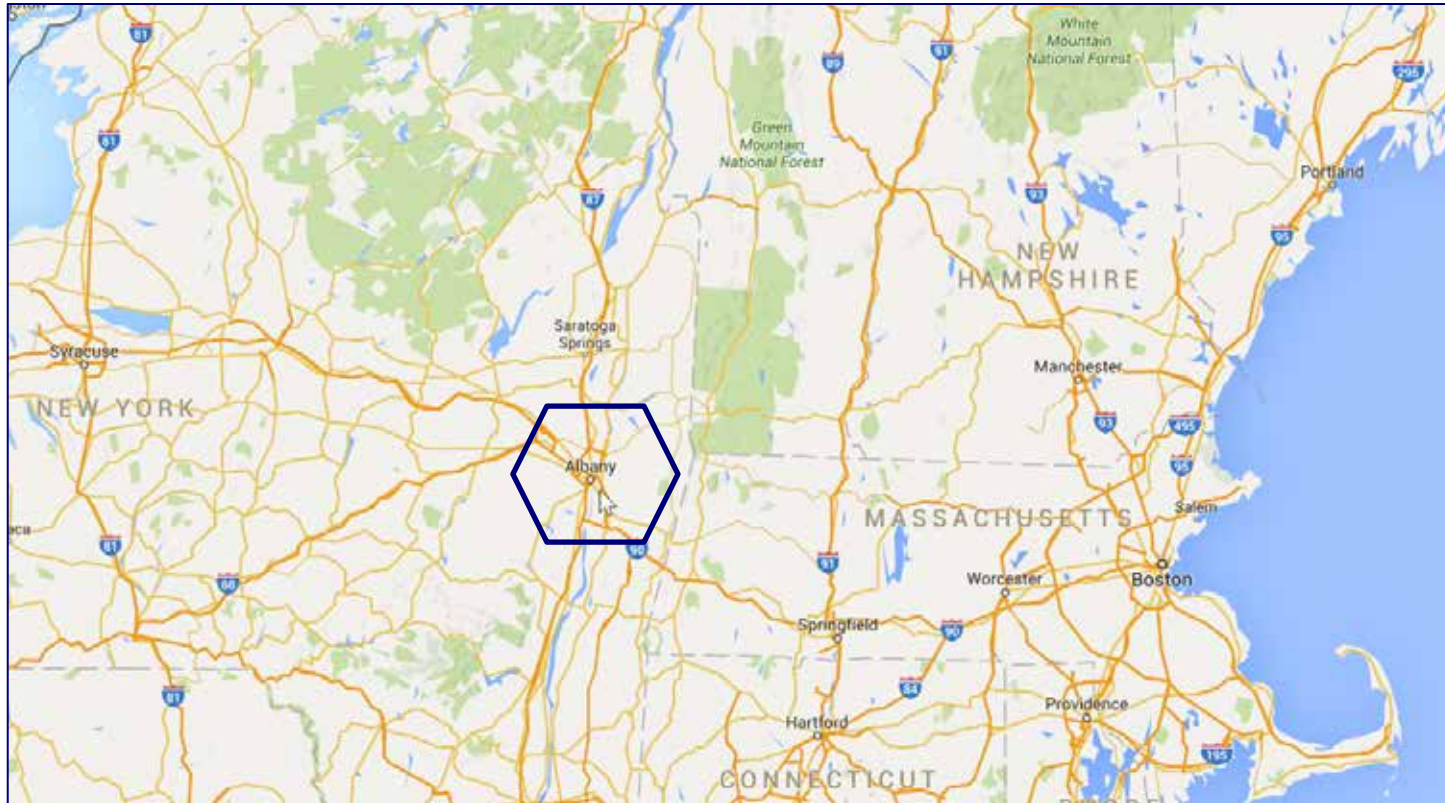 81
89
91
White
Mountain
National Forest
295
81
Green
Mountain
National Forest
Portland
87
93
95
NEW
HAMPSHIRE
Saratoga
Springs
Syracuse
Manchester
NEW YORK
93
495
95
Albany
Salem
MASSACHUSETTS
aca
81
90
91
Worcester
Boston
88
Springfield
90
81
84
Providence
Hartford
195
CONNECTICUT